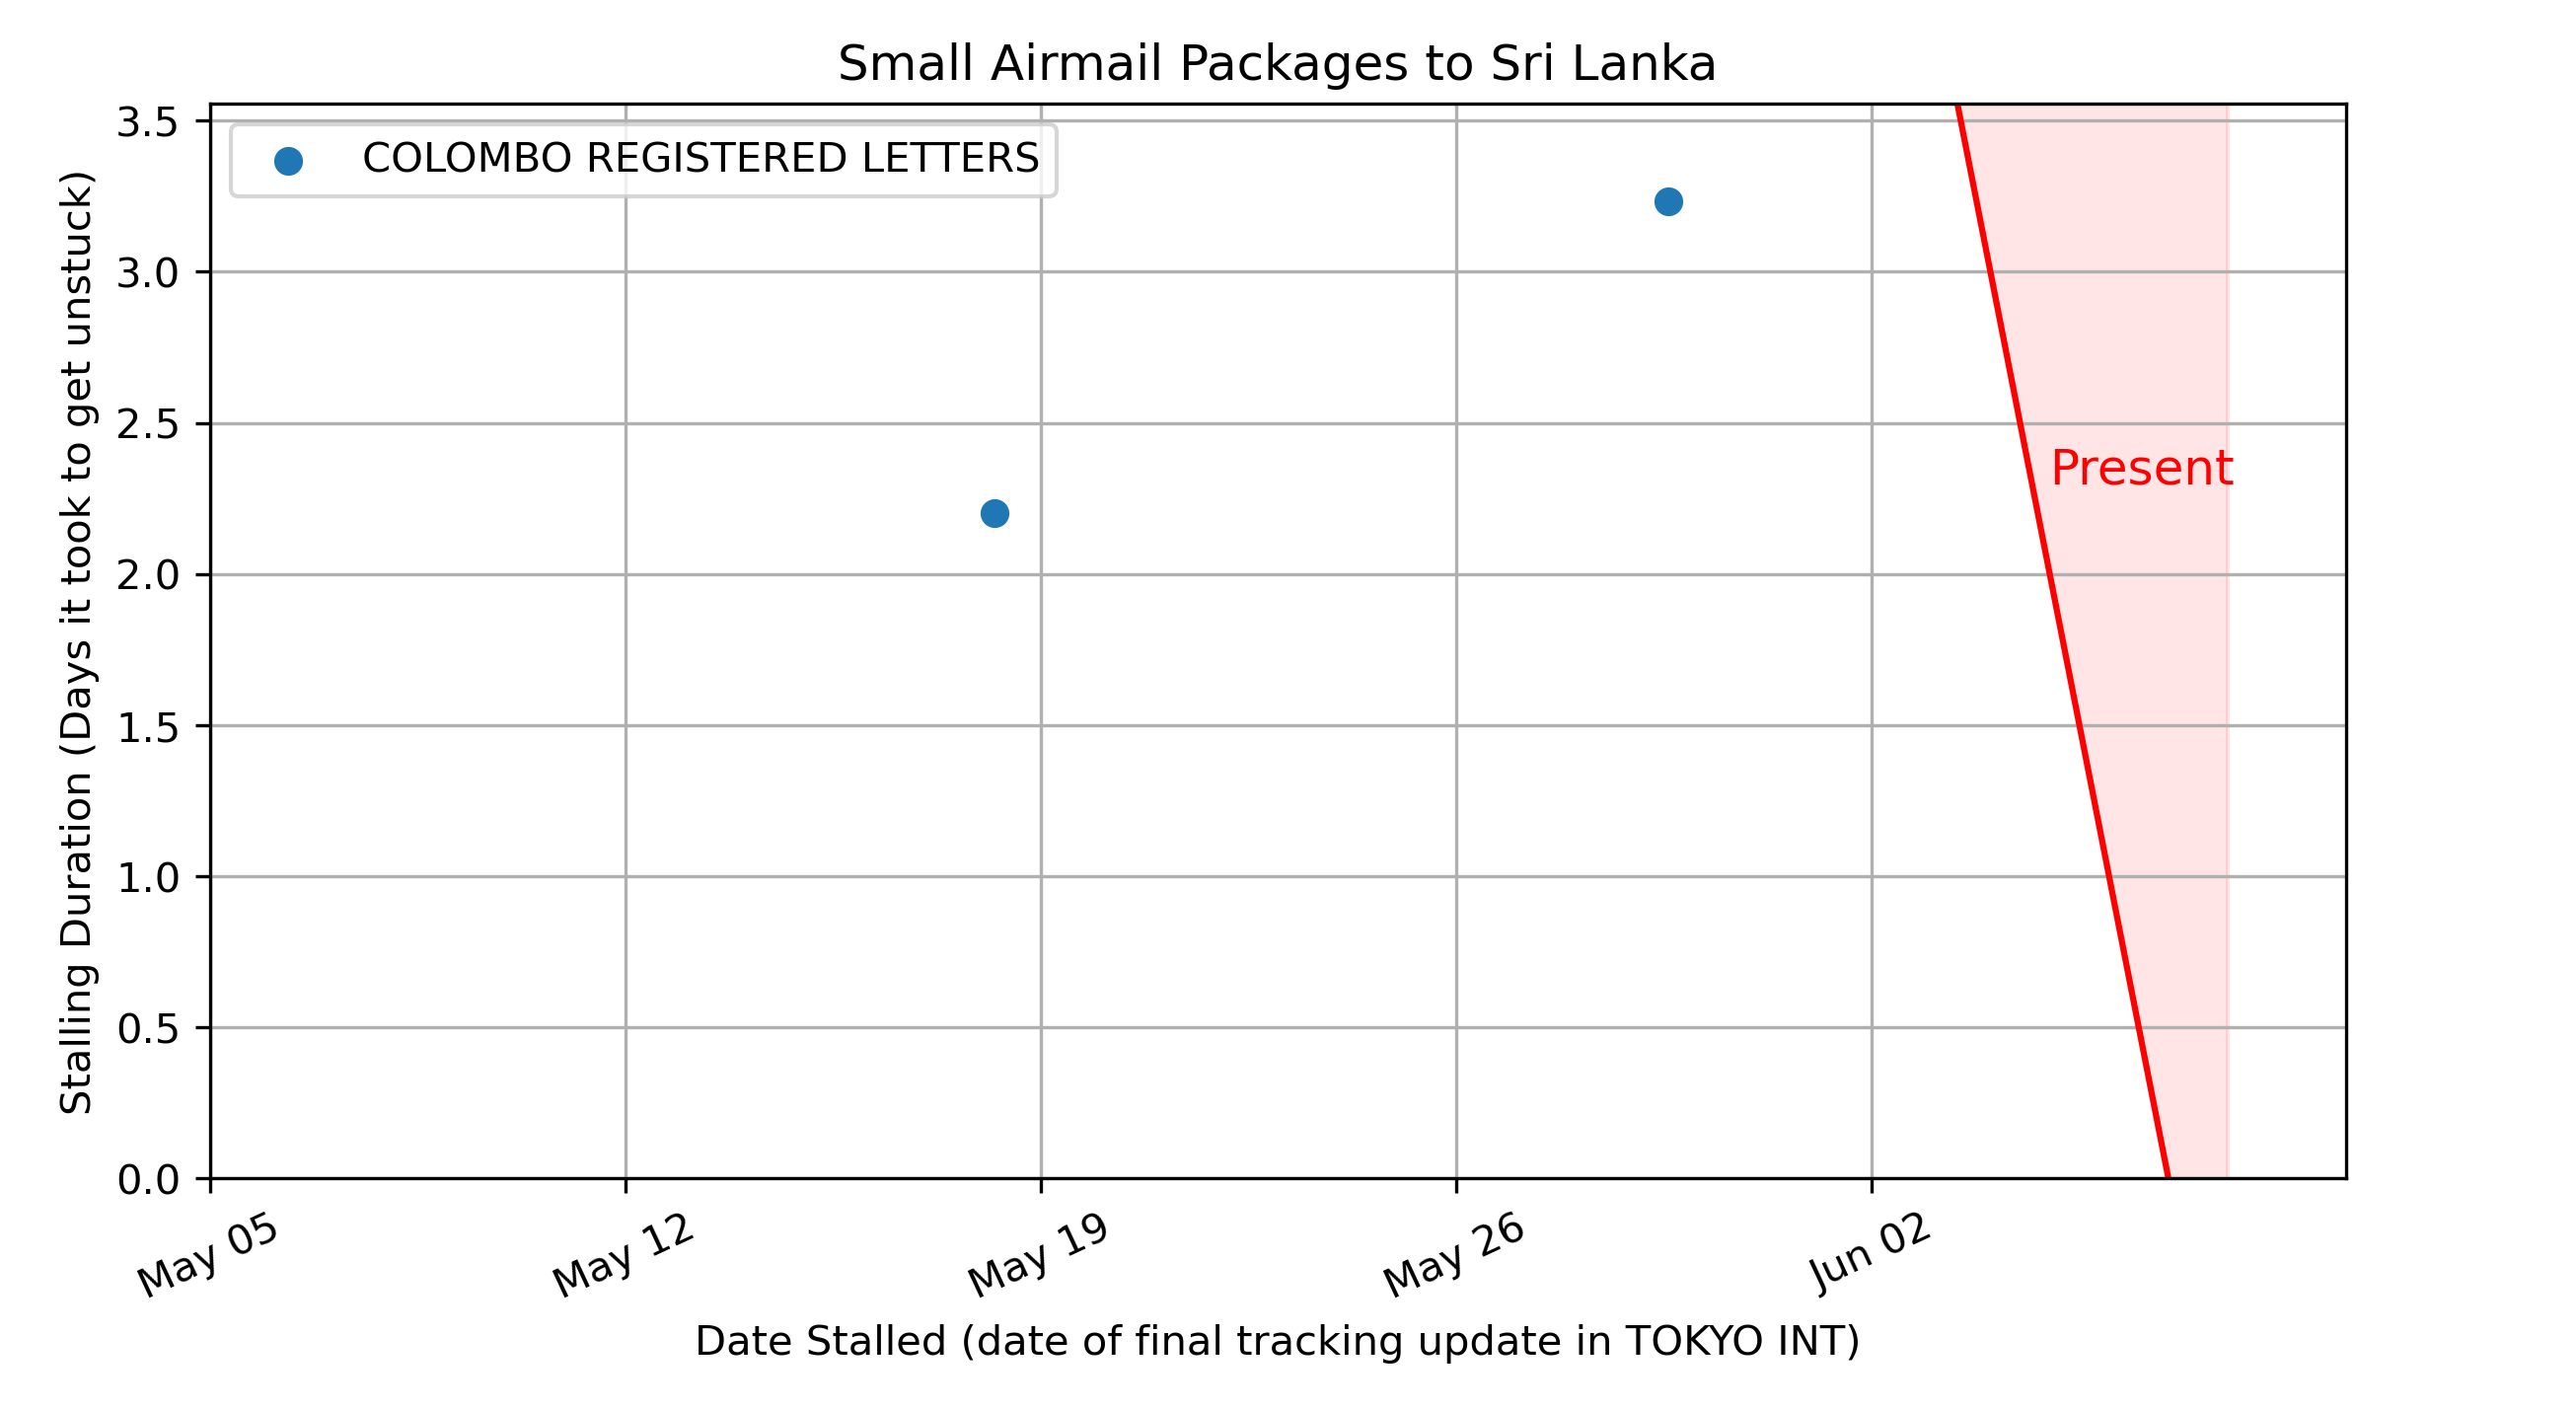 Small Airmail Packages to Sri Lanka
COLOMBO REGISTERED LETTERS
Present
Stalling Duration (Days it took to get unstuck)
3.5
3.0
2.5
2.0
1.5
1.0
0.5
0.0
May 05
May 12
May 19
May 26
Jun 02
Date Stalled (date of final tracking update in TOKYO INT)